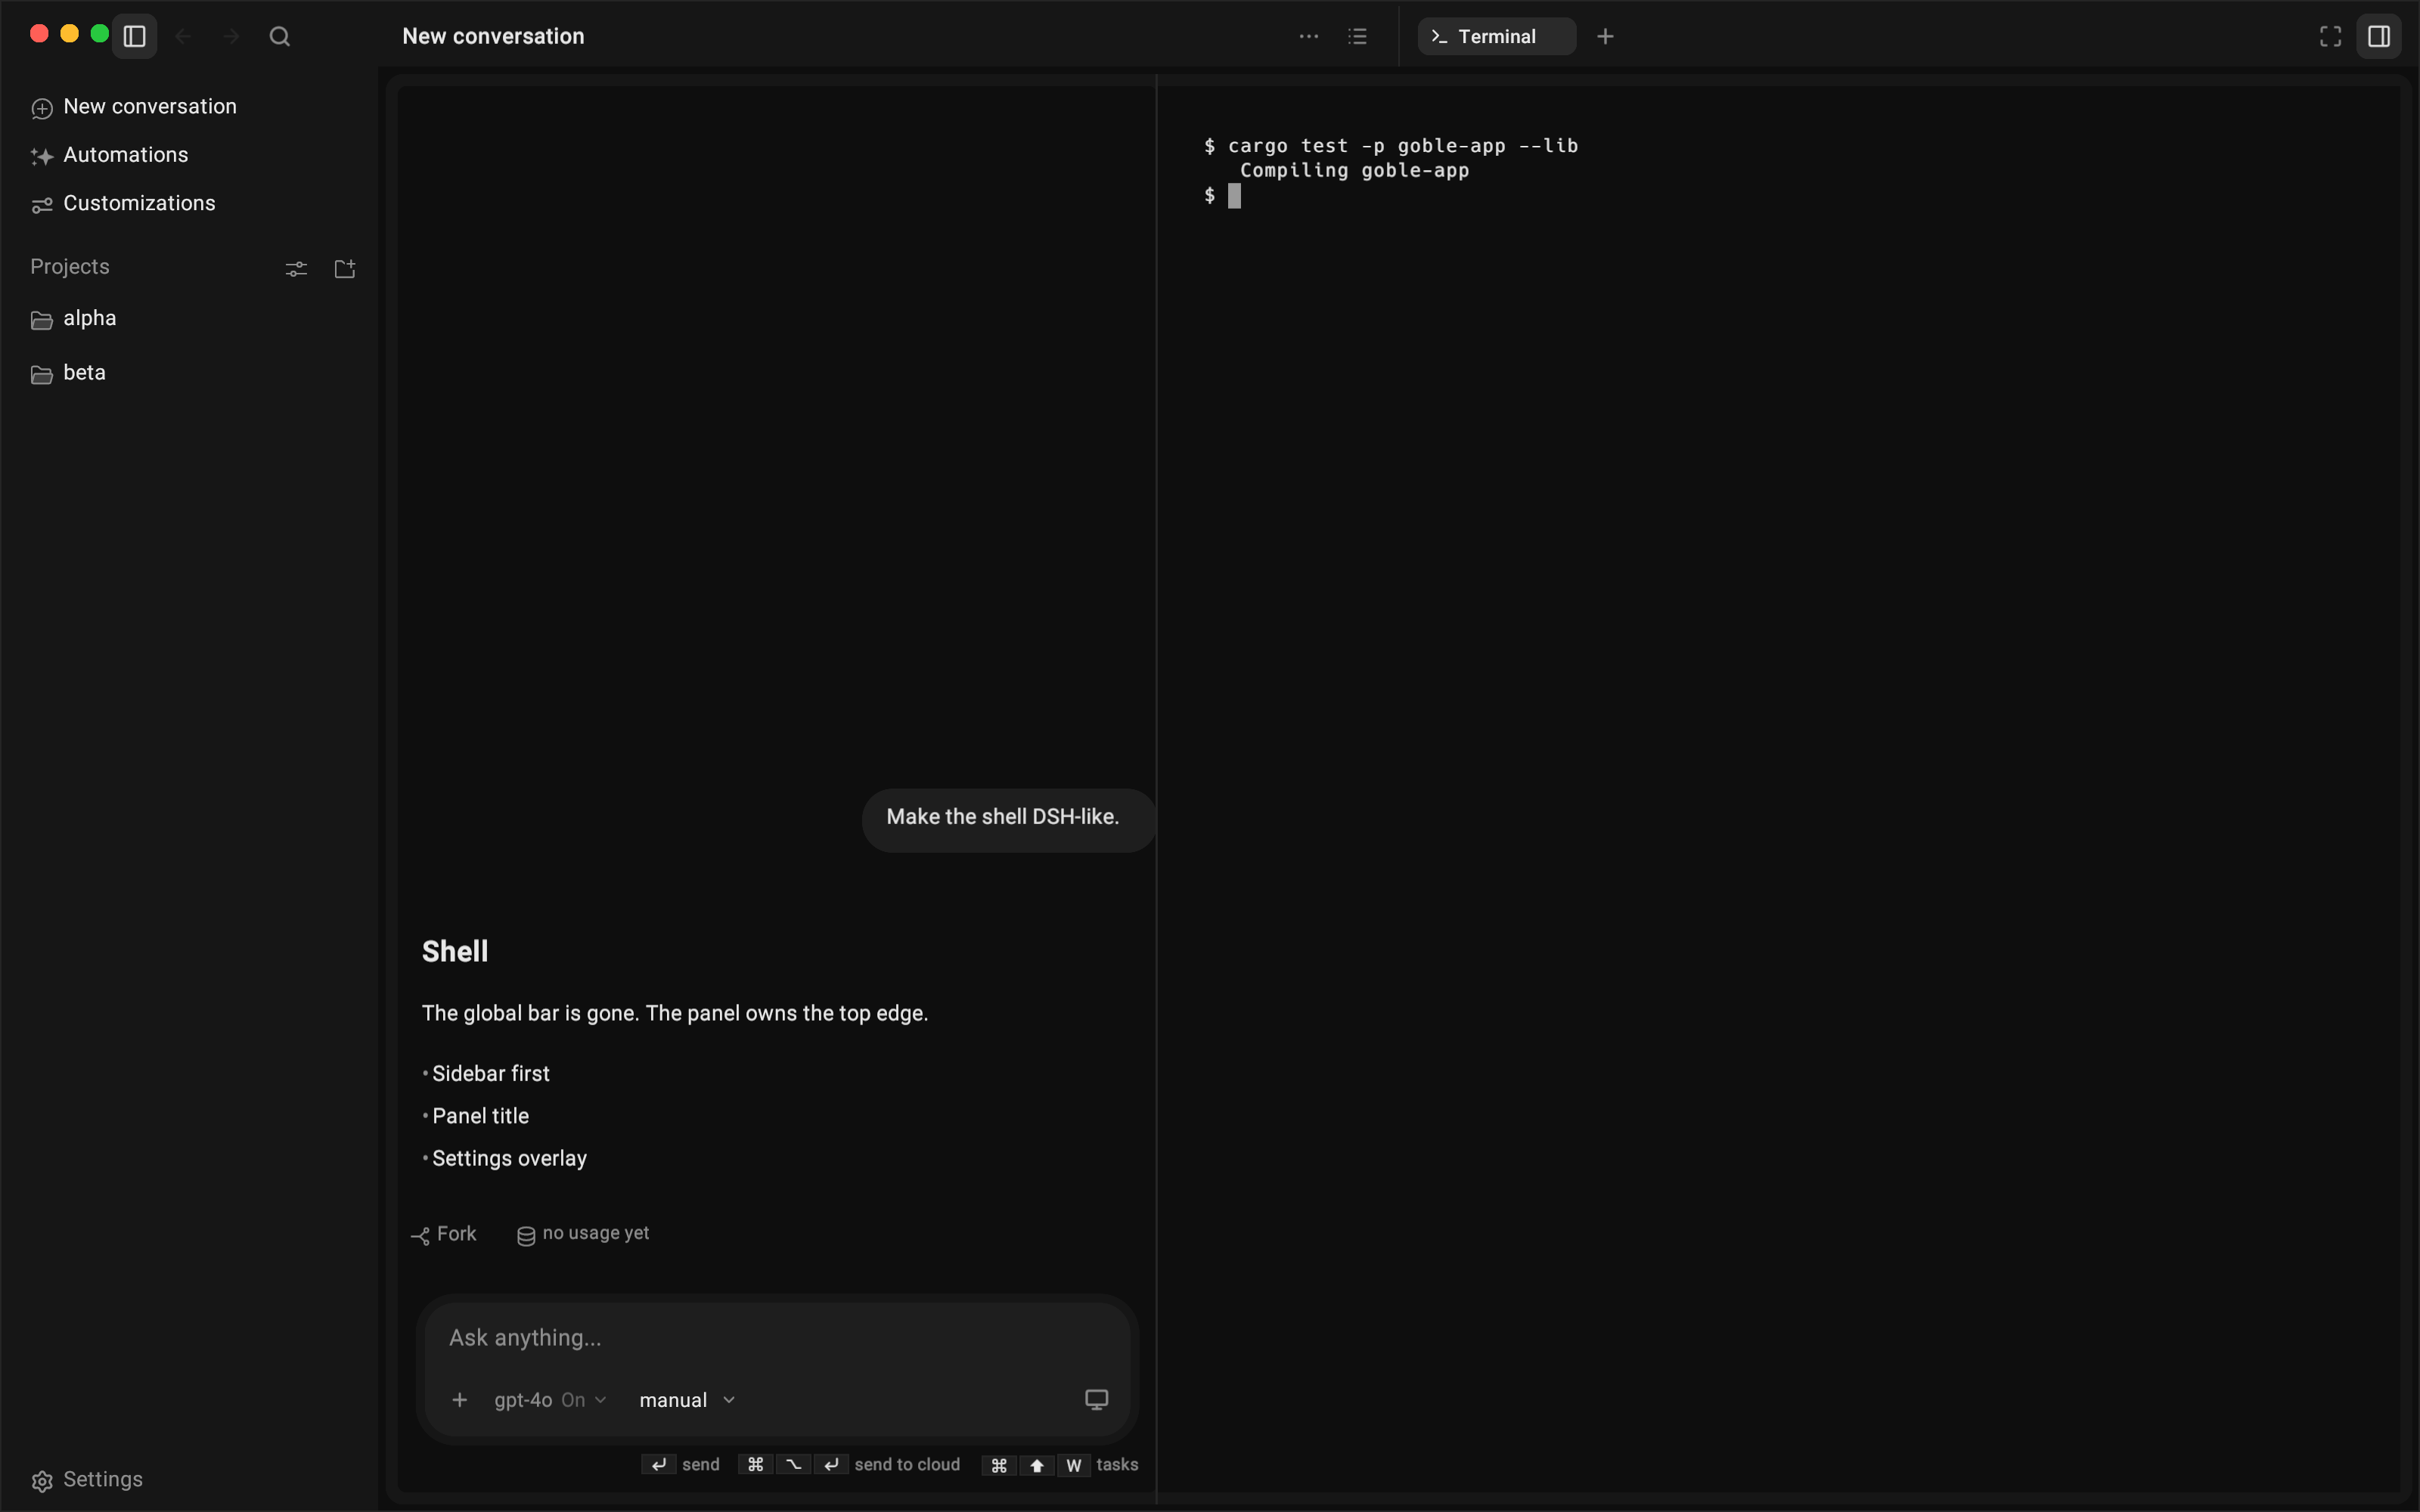 New conversation
Terminal
New conversation
Automations
Customizations
Projects
alpha
beta
Settings
Make the shell DSH-like.
Shell
The global bar is gone. The panel owns the top edge.
• Sidebar first
• Panel title
• Settings overlay
Fork no usage yet
Ask anything...
gpt-4o On manual
send ⌘ ⌥ send to cloud ⌘ W tasks
$ cargo test -p goble-app --lib
Compiling goble-app
$